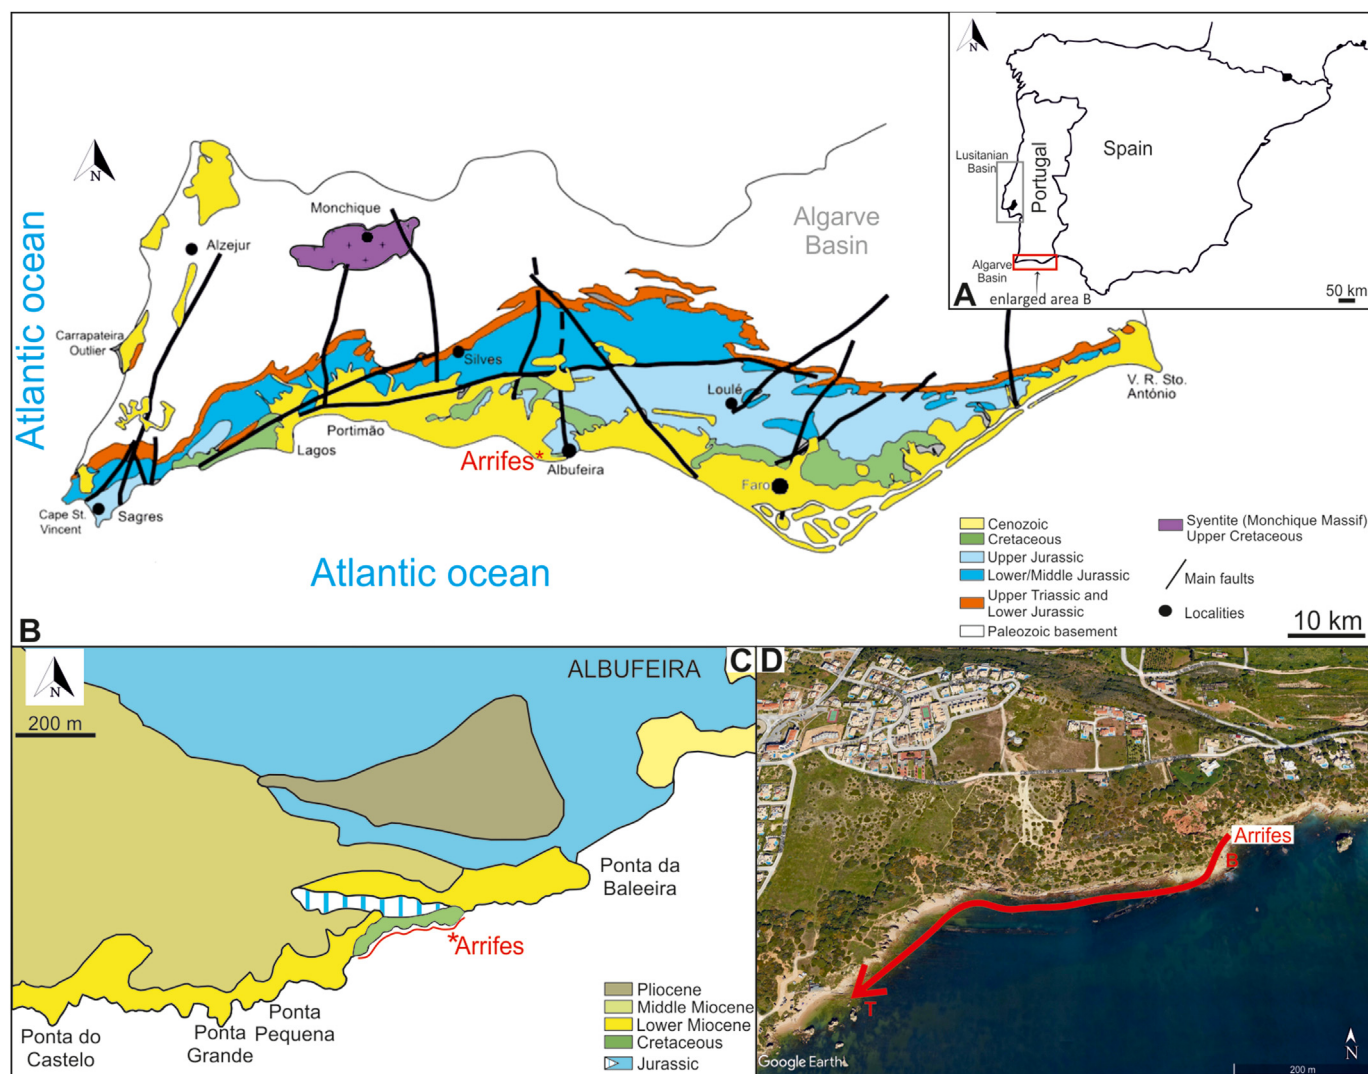 N
Atlantic ocean
Alzejur
Monchique
Algarve
Basin
Carrapateira
Outlier
Silves
Loulé
V. R. Sto.
António
Portimão
Lagos
Arrifes*
Albufeira
Faro
Cape St.
Vincent
Sagres
Atlantic ocean
Cenozoic
Cretaceous
Upper Jurassic
Lower/Middle Jurassic
Upper Triassic and
Lower Jurassic
Paleozoic basement
Syentite (Monchique Massif)
Upper Cretaceous
Main faults
Localities
10 km
B
N
Lusitanian
Basin
Portugal
Spain
Algarve
Basin
enlarged area B
50 km
A
N
200 m
ALBUFEIRA
C
Ponta da
Baleeira
*Arrifes
Ponta do
Castelo
Ponta
Grande
Ponta
Pequena
Pliocene
Middle Miocene
Lower Miocene
Cretaceous
Jurassic
D
Arrifes
B
T
Google Earth
N
200 m